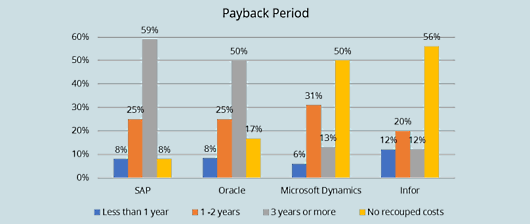 Payback Period
60%
59%
56%
50%
50%
50%
40%
31%
30%
25%
25%
20%
20%
17%
13%
12%
12%
10%
8%
8%
8%
6%
0%
SAP
Oracle
Microsoft Dynamics
Infor
Less than 1 year
1 -2 years
3 years or more
No recouped costs